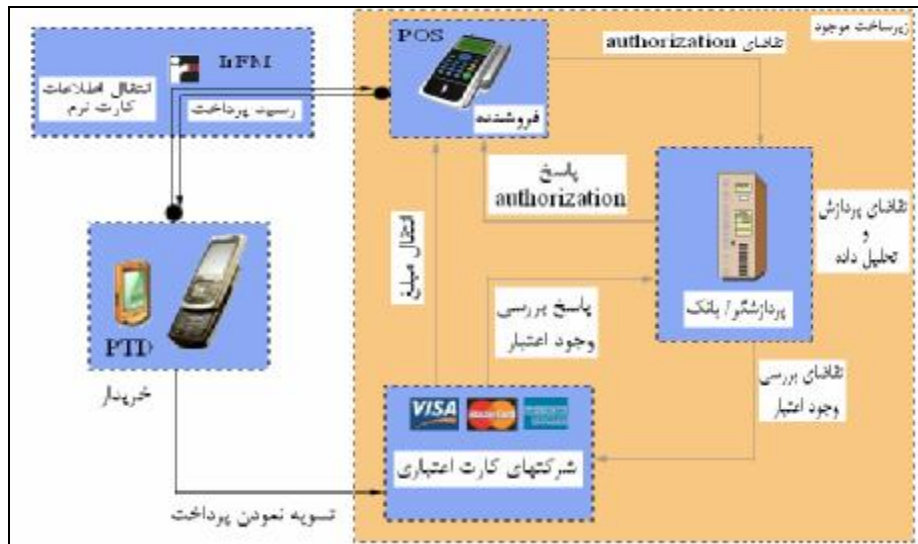 زیرساخت موجود
IrFM
انتقال اطلاعات
کارت نرم
رسید پرداخت
POS
فروشنده
تقاضای authorization
پاسخ
authorization
پردازشگر/ بانک
تقاضای پردازش
و
تحلیل داده
PTD
خریدار
انتقال مبلغ
پاسخ بررسی
وجود اعتبار
تقاضای بررسی
وجود اعتبار
VISA
MasterCard
شرکتهای کارت اعتباری
تسویه نمودن پرداخت